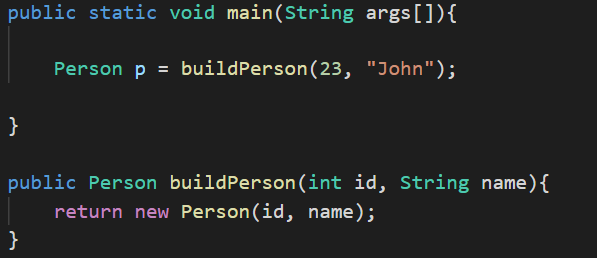 public static void main(String args[]){
Person p = buildPerson(23, "John");
}
public Person buildPerson(int id, String name){
return new Person(id, name);
}